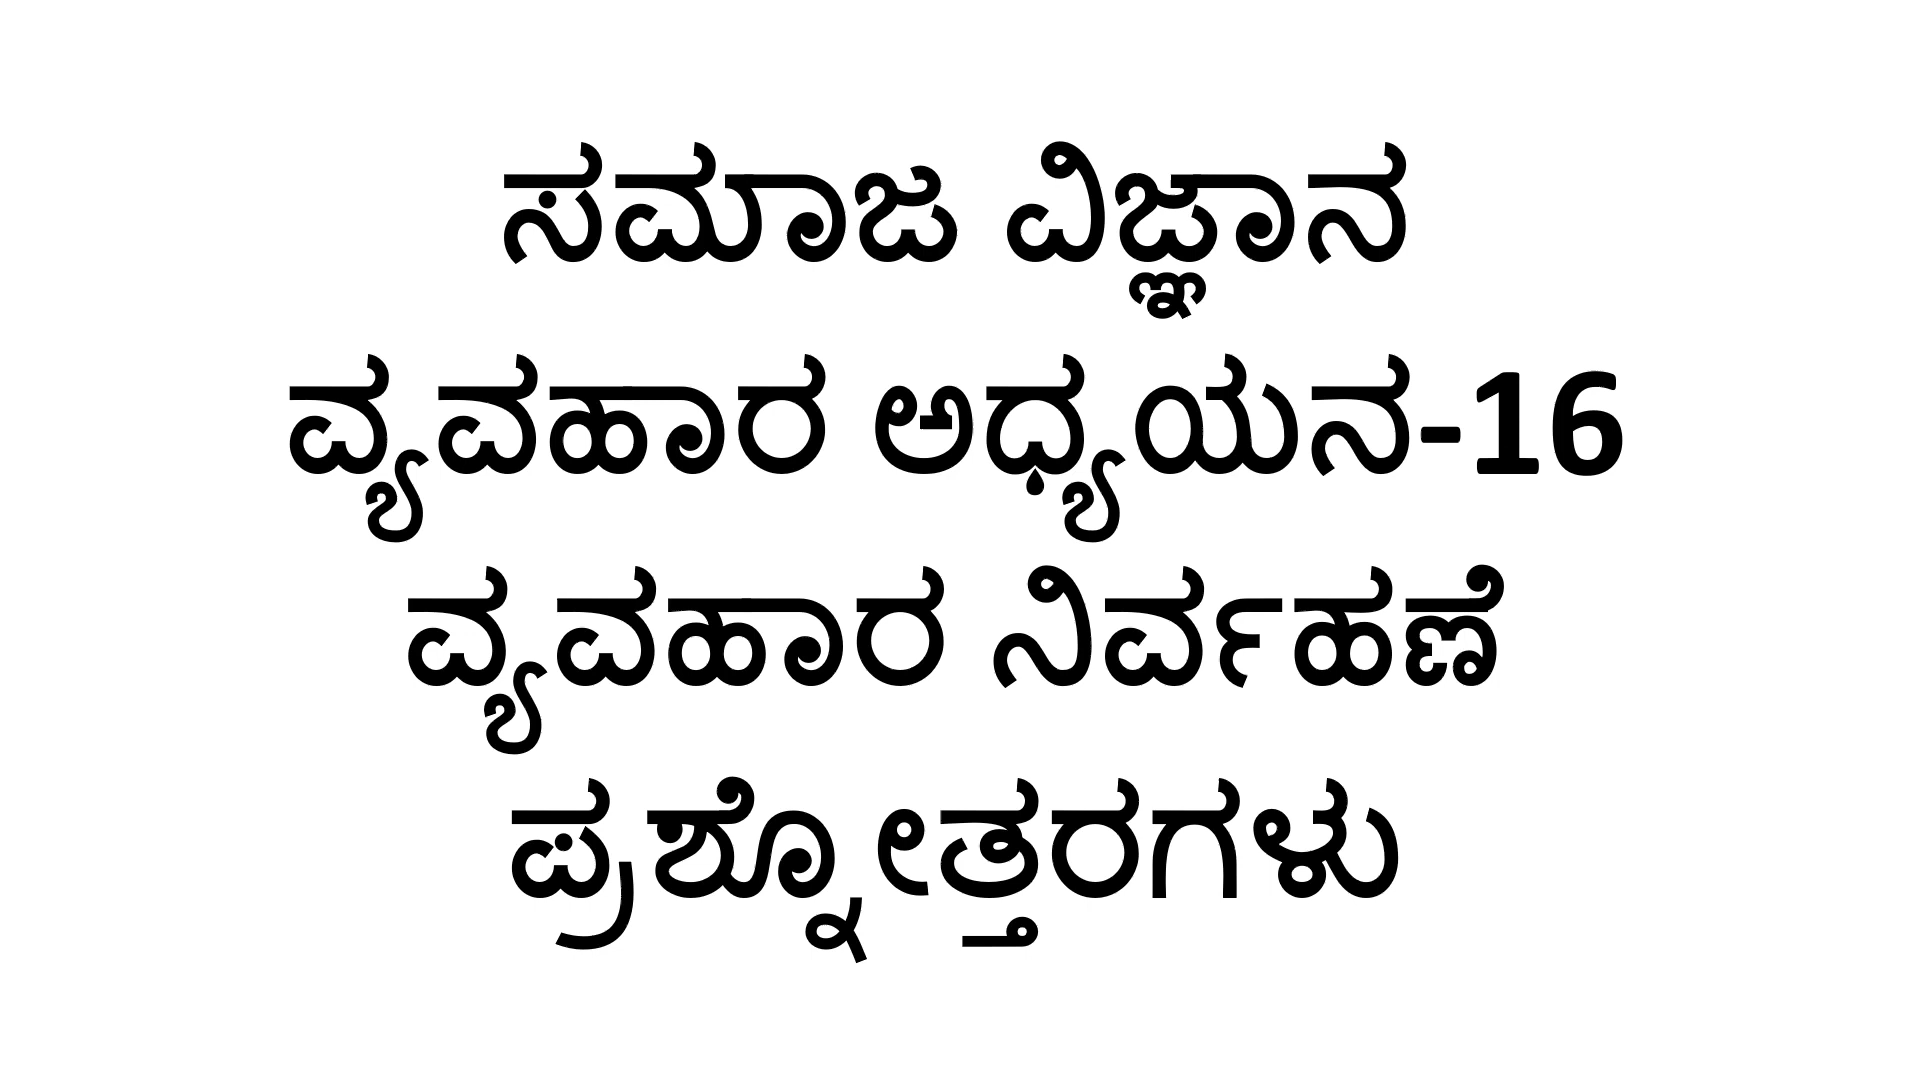 ಸಮಾಜ ವಿಜ್ಞಾನ
ವ್ಯವಹಾರ ಅಧ್ಯಯನ-16
ವ್ಯವಹಾರ ನಿರ್ವಹಣೆ
ಪ್ರಶ್ನೋತ್ತರಗಳು